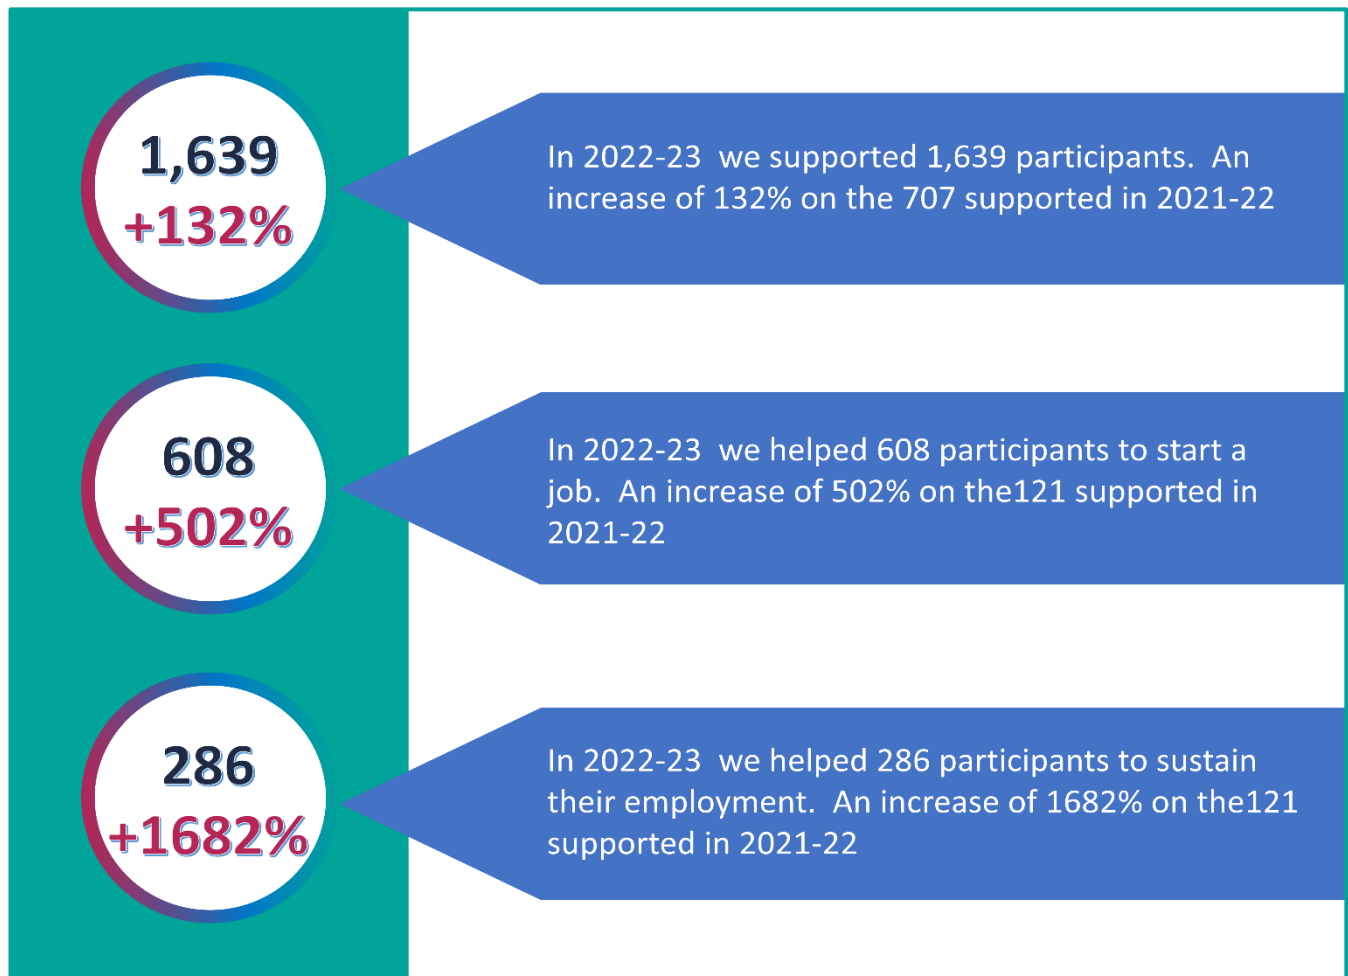 1,639
+132%
In 2022-23  we supported 1,639 participants.  An
increase of 132% on the 707 supported in 2021-22
608
+502%
In 2022-23  we helped 608 participants to start a
job.  An increase of 502% on the121 supported in
2021-22
286
+1682%
In 2022-23  we helped 286 participants to sustain
their employment.  An increase of 1682% on the121
supported in 2021-22